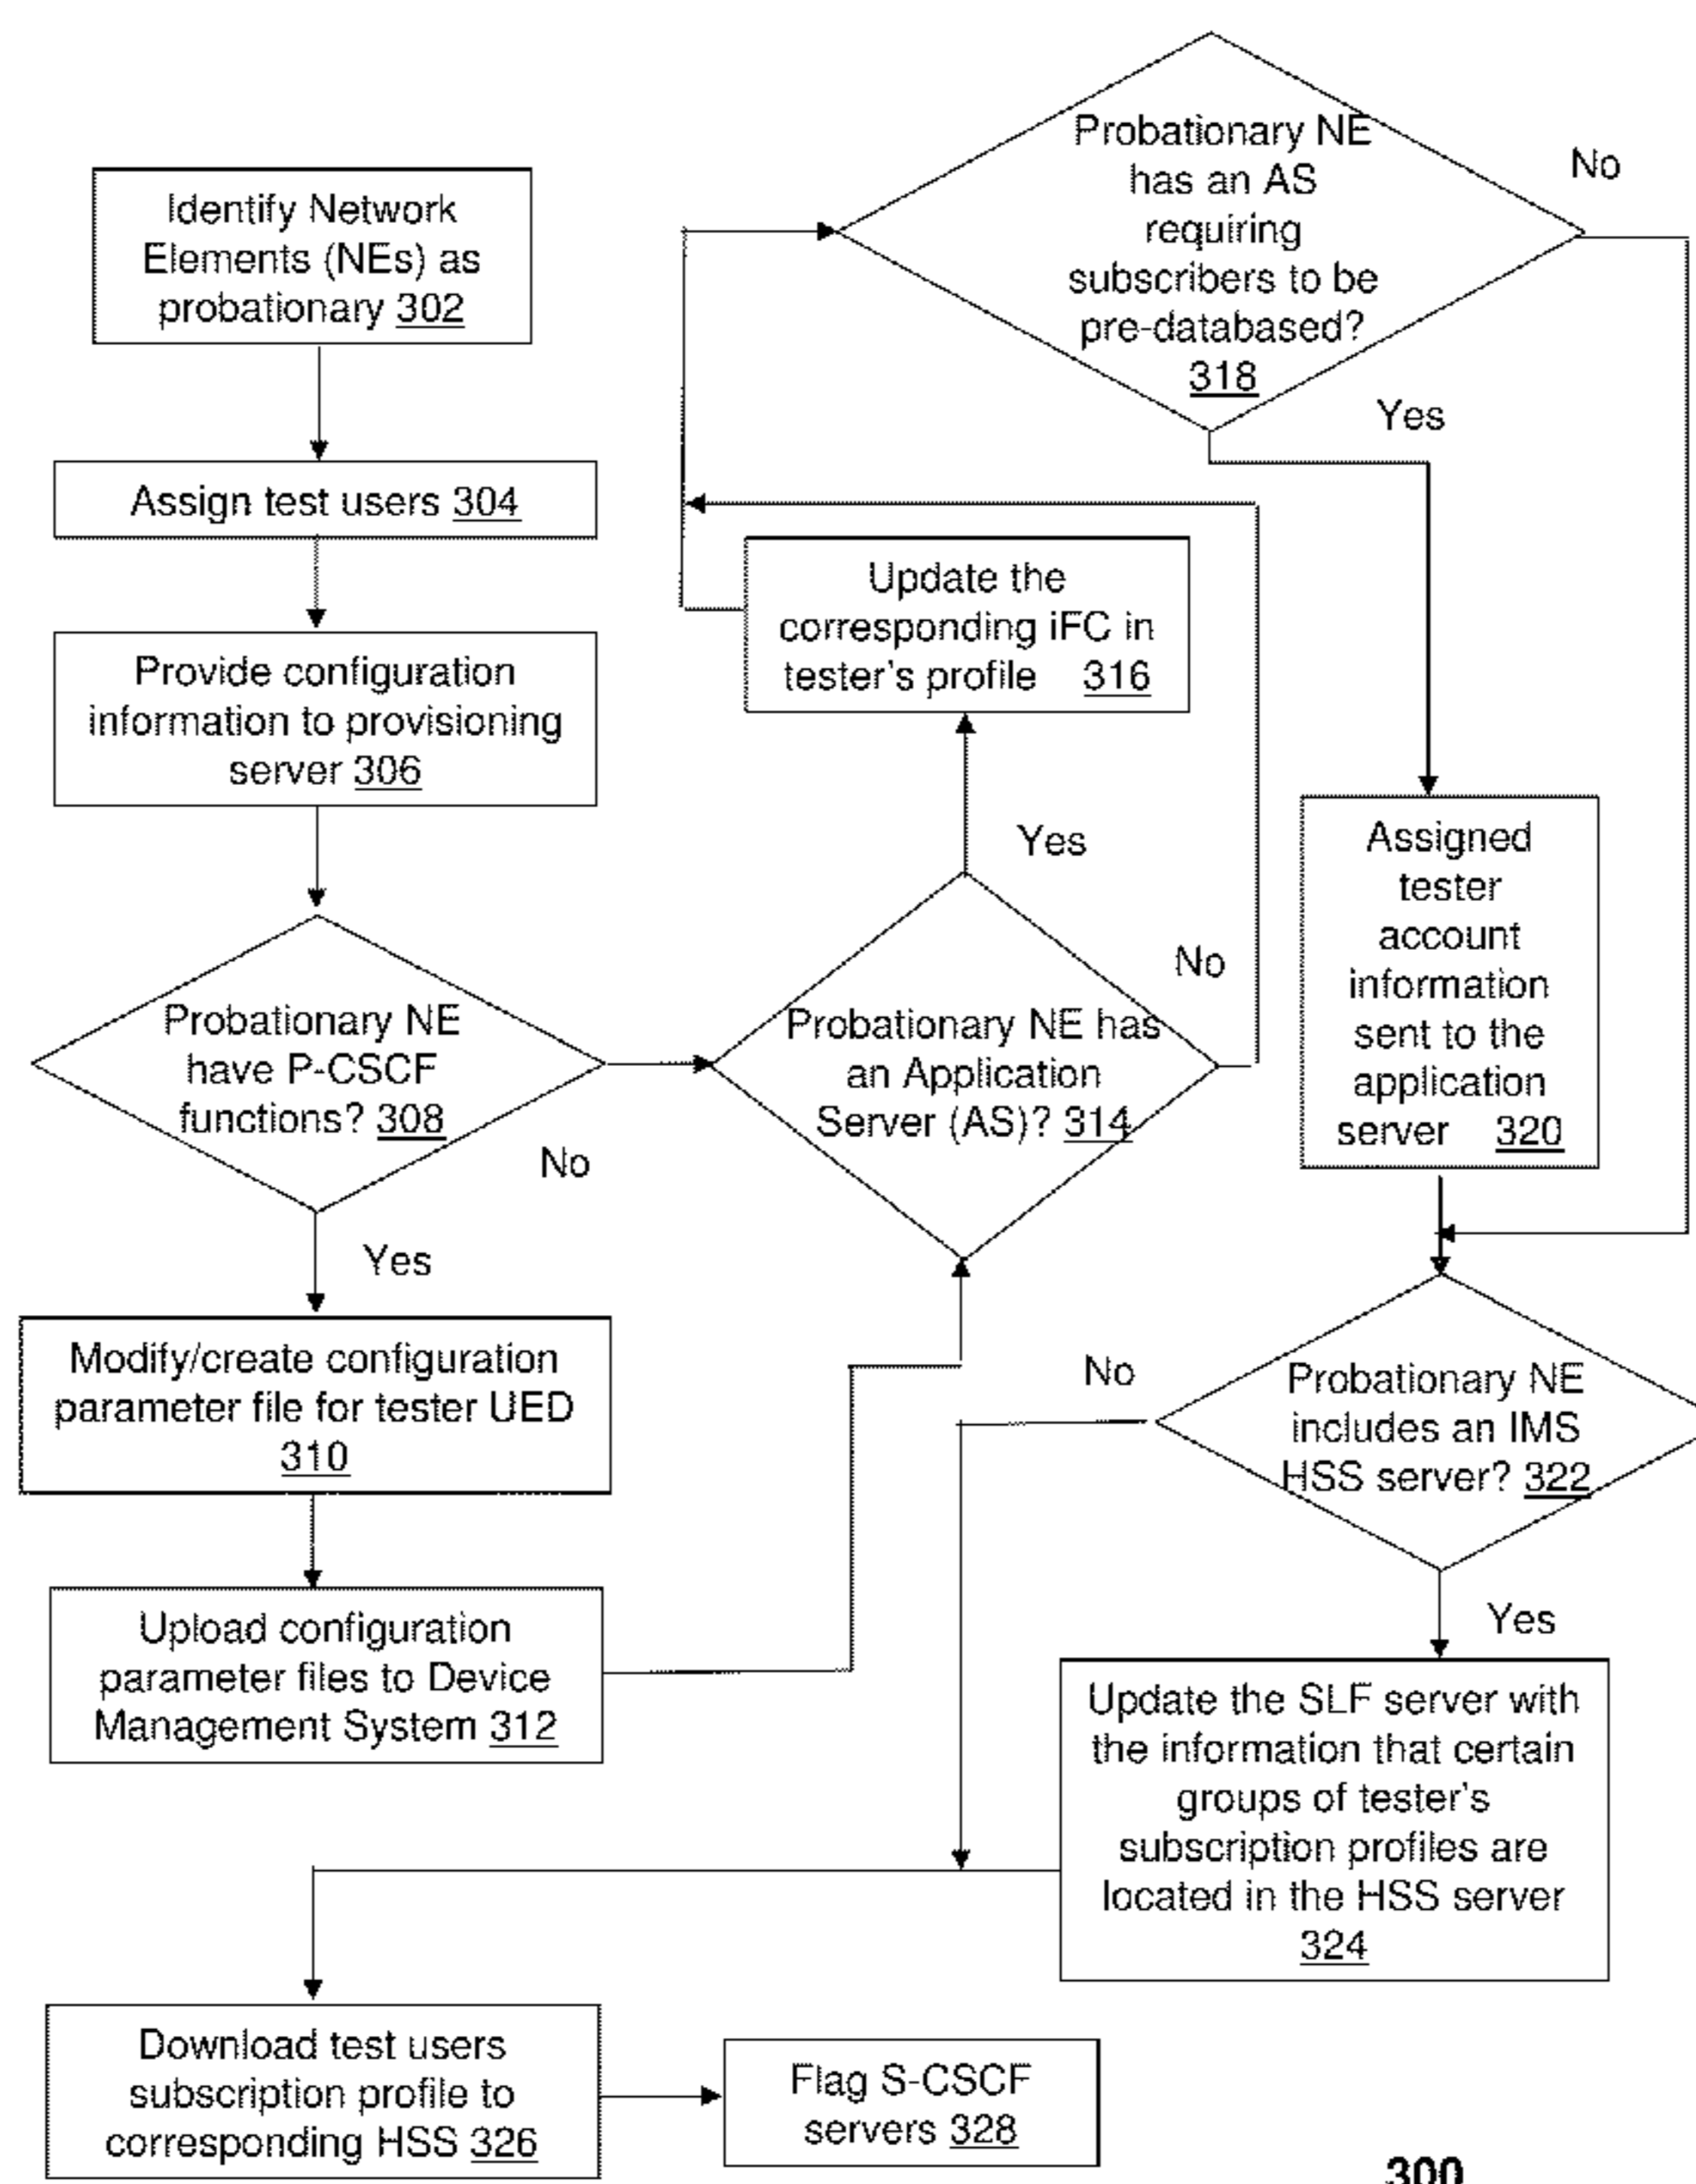 Identify Network
Elements (NEs) as
probationary 302
Assign test users 304
Provide configuration
information to provisioning
server 306
Probationary NE
have P-CSCF
functions? 308
No
Yes
Modify/create configuration
parameter file for tester UED
310
Upload configuration
parameter files to Device
Management System 312
Probationary NE has
an Application
Server (AS)? 314
Yes
No
Update the
corresponding iFC in
tester's profile 316
Probationary NE
has an AS
requiring
subscribers to be
pre-databased?
318
No
Yes
Assigned
tester
account
information
sent to the
application
server 320
Probationary NE
includes an IMS
HSS server? 322
No
Yes
Update the SLF server with
the information that certain
groups of tester's
subscription profiles are
located in the HSS server
324
Download test users
subscription profile to
corresponding HSS 326
Flag S-CSCF
servers 328
300